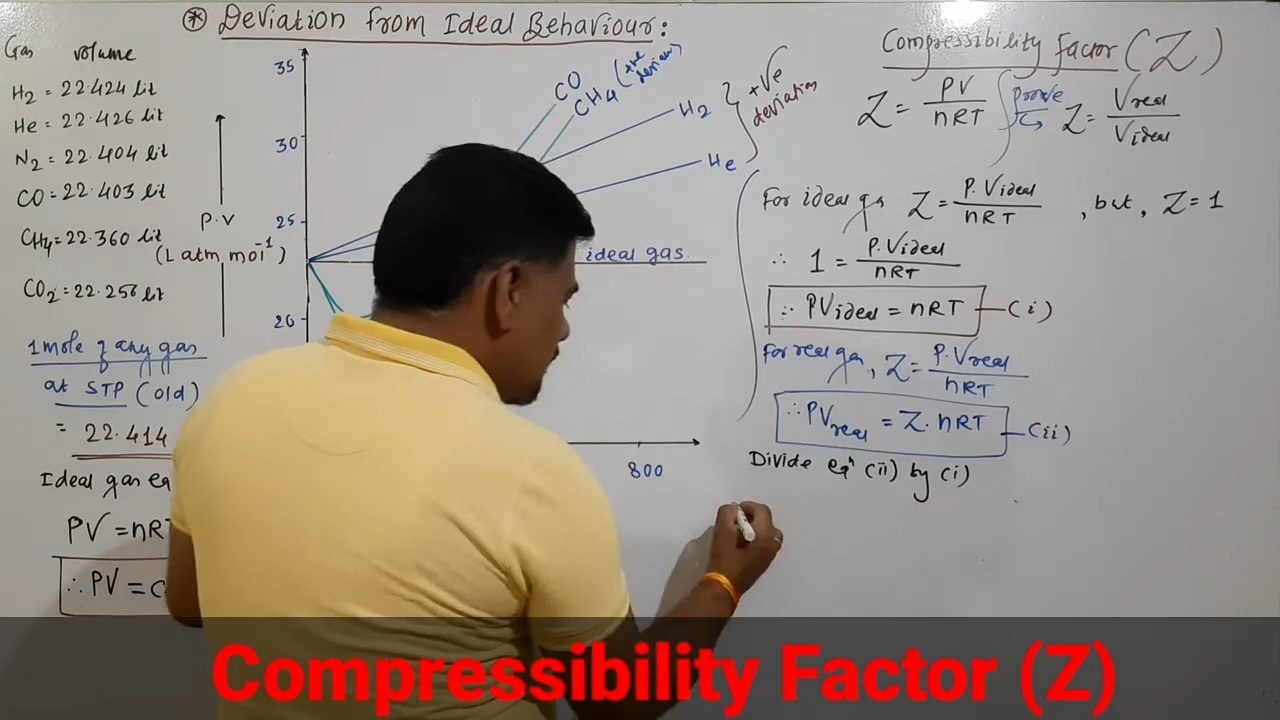 * Deviation from Ideal Behaviour:
Gas volume
H2 = 22.424 lit
He = 22.426 lit
N2 = 22.404 lit
CO = 22.403 lit
CH4 = 22.360 lit
CO2 = 22.256 lit
1 mole of any gas
at STP (old)
= 22.414
Ideal gas eq
PV = nRT
∴ PV = C
P.V
(L atm mol⁻¹)
35
30
25
20
CO
CH4 (+ve
H2
He
+ve
deviation
ideal gas.
800
Compressibility Factor (Z)
Z = PV/nRT prove Z = Vreal/Videal
For ideal gas Z = P.Videal/nRT , but, Z = 1
∴ 1 = P.Videal/nRT
∴ PVideal = nRT —(i)
For real gas, Z = P.Vreal/nRT
∴ PVreal = Z.nRT —(ii)
Divide eqⁿ (ii) by (i)
Compressibility Factor (Z)